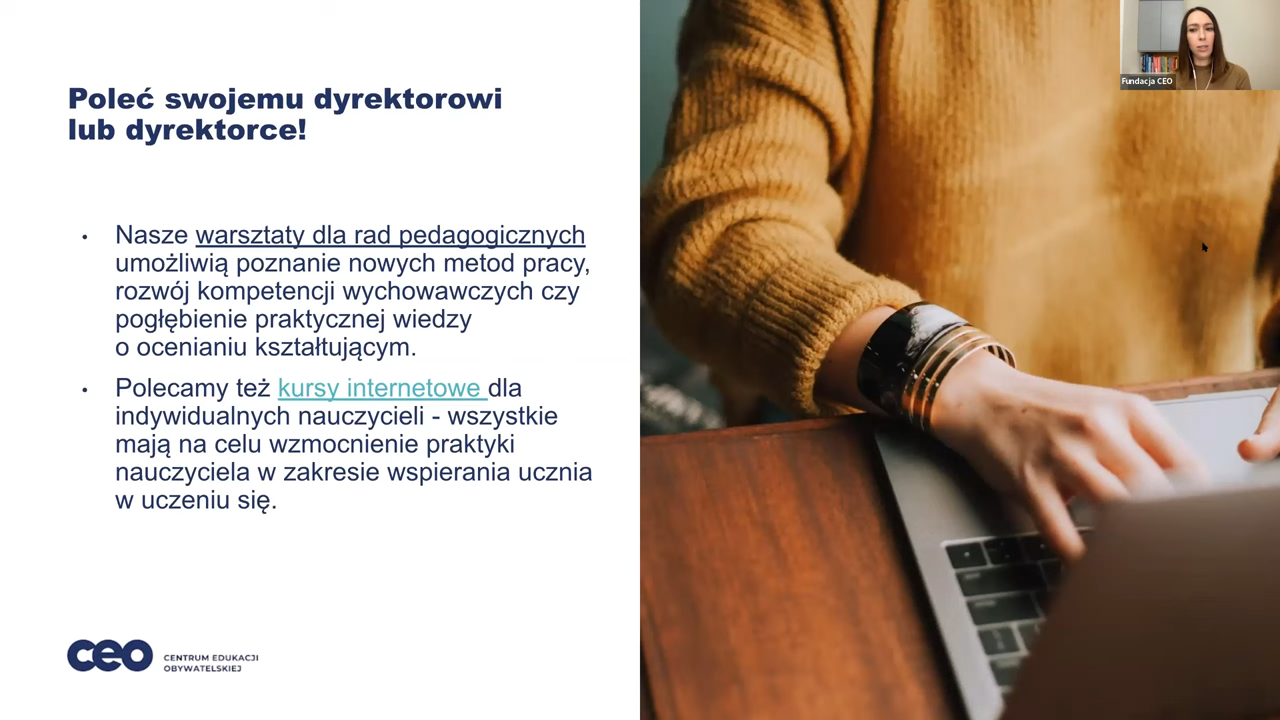 Poleć swojemu dyrektorowi
lub dyrektorce!
• Nasze warsztaty dla rad pedagogicznych
umożliwią poznanie nowych metod pracy,
rozwój kompetencji wychowawczych czy
pogłębienie praktycznej wiedzy
o ocenianiu kształtującym.
• Polecamy też kursy internetowe dla
indywidualnych nauczycieli - wszystkie
mają na celu wzmocnienie praktyki
nauczyciela w zakresie wspierania ucznia
w uczeniu się.
ceo
CENTRUM EDUKACJI
OBYWATELSKIEJ
Fundacja CEO